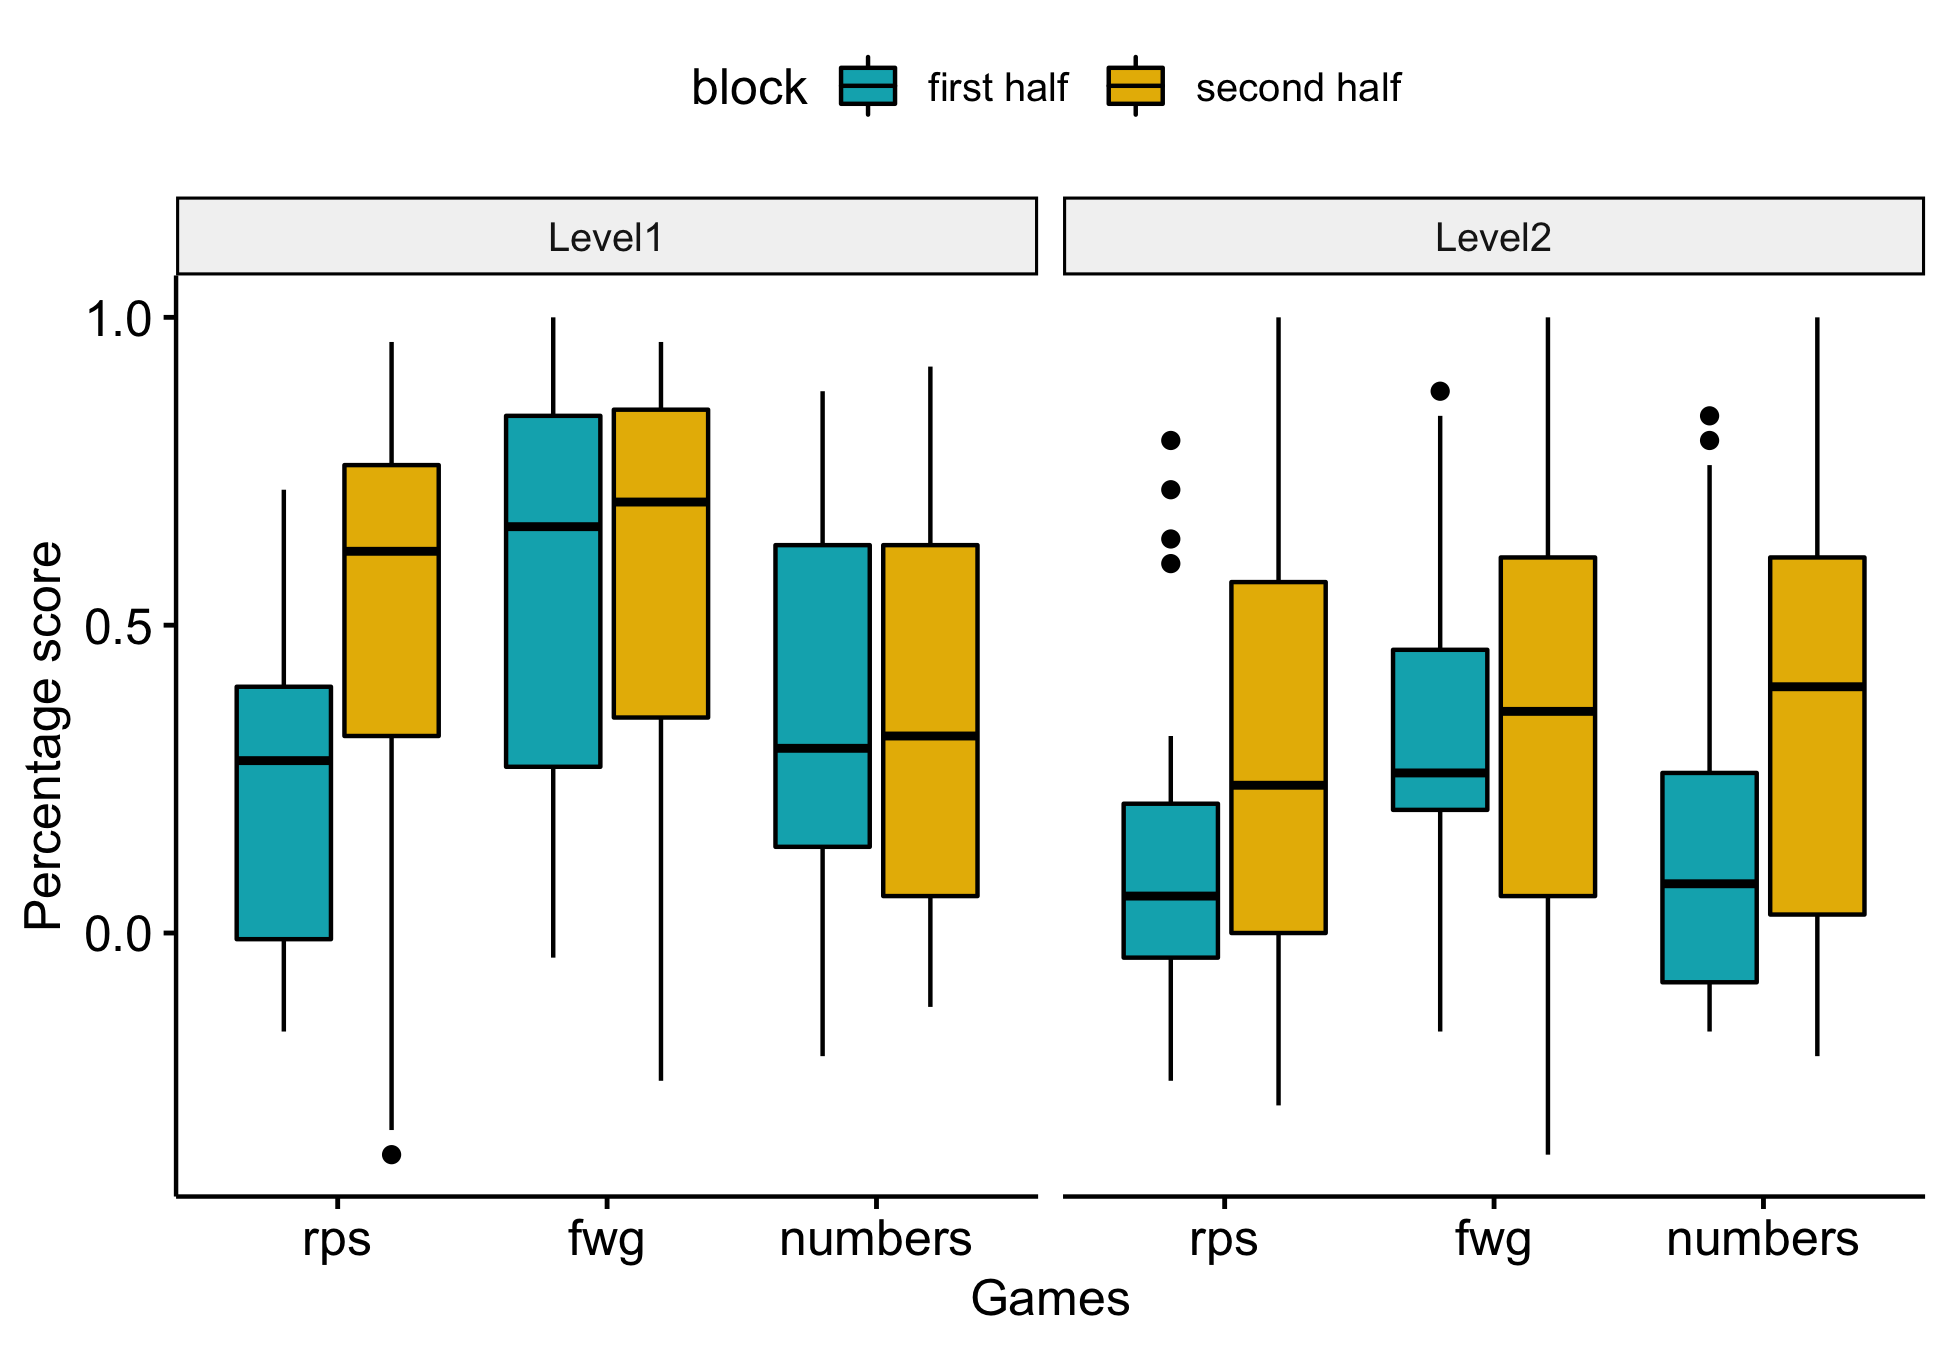 block first half second half
Level1 Level2
1.0
0.5
0.0
Percentage score
rps fwg numbers rps fwg numbers
Games